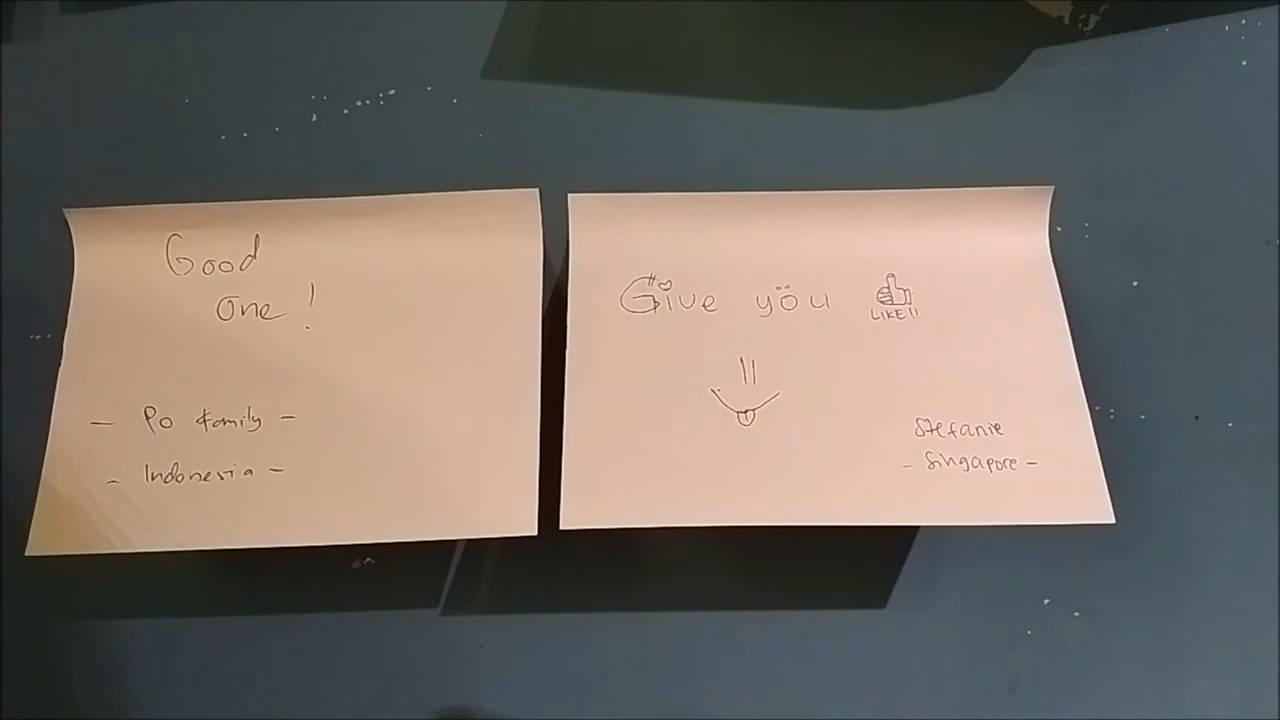 Good
one!
- Po family -
- Indonesia -
Give you
LIKE!!
Stefanie
- Singapore -